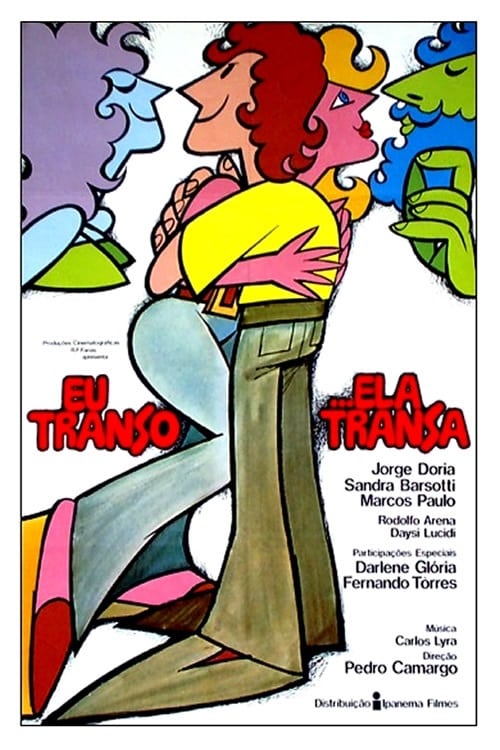 Produções Cinematográficas
R.F. Farias
apresenta
EU
TRANSO
...ELA
TRANSA
Jorge Doria
Sandra Barsotti
Marcos Paulo
Rodolfo Arena
Daysi Lucidi
Participações Especiais
Darlene Glória
Fernando Tôrres
Música
Carlos Lyra
Direção
Pedro Camargo
Distribuição Ipanema Filmes